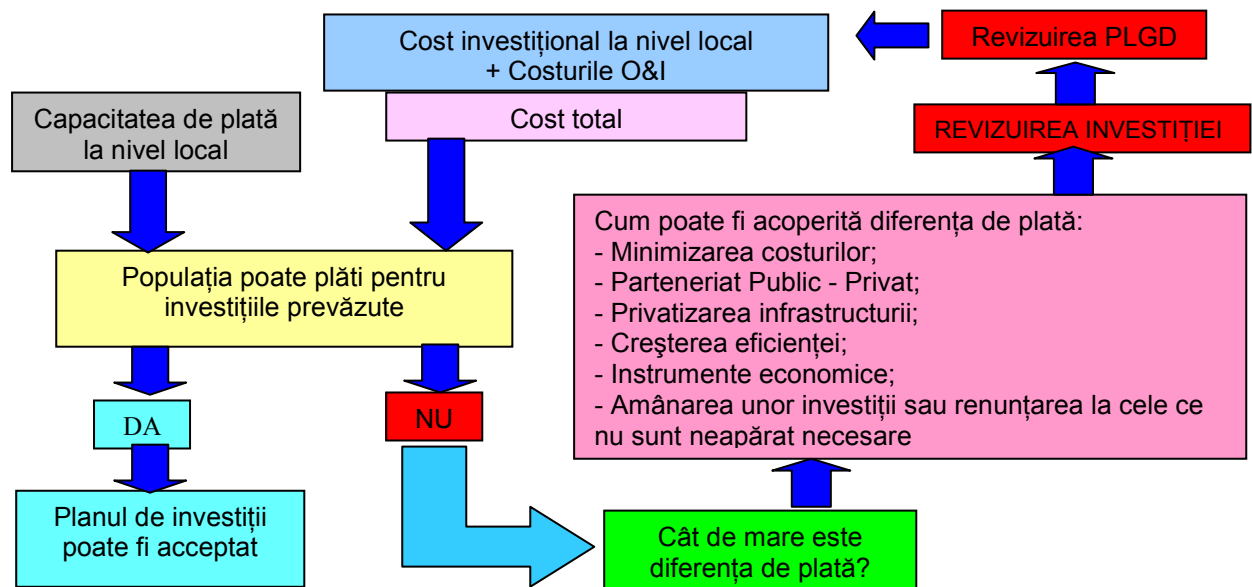 Cost investițional la nivel local
+ Costurile O&I
Revizuirea PLGD
Capacitatea de plată
la nivel local
Cost total
REVIZUIREA INVESTIȚIEI
Cum poate fi acoperită diferența de plată:
- Minimizarea costurilor;
- Parteneriat Public - Privat;
- Privatizarea infrastructurii;
- Creşterea eficienței;
- Instrumente economice;
- Amânarea unor investiții sau renunțarea la cele ce
nu sunt neapărat necesare
Populația poate plăti pentru
investițiile prevăzute
DA
NU
Planul de investiții
poate fi acceptat
Cât de mare este
diferența de plată?